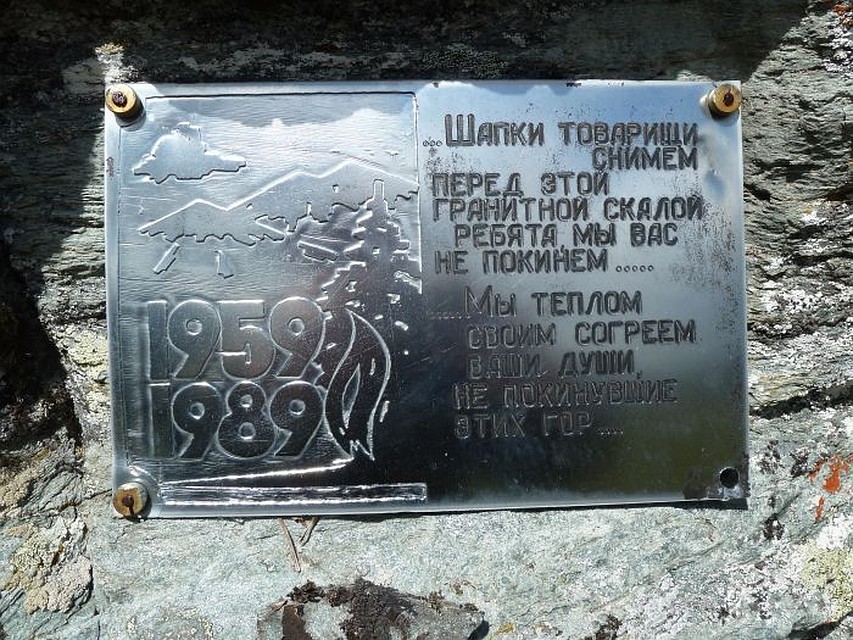 ...Шапки товарищи
снимем
перед этой
гранитной скалой
ребята, мы вас
не покинем.....
.....Мы теплом
своим согреем
ваши души,
не покинувшие
этих гор....
1959
1989